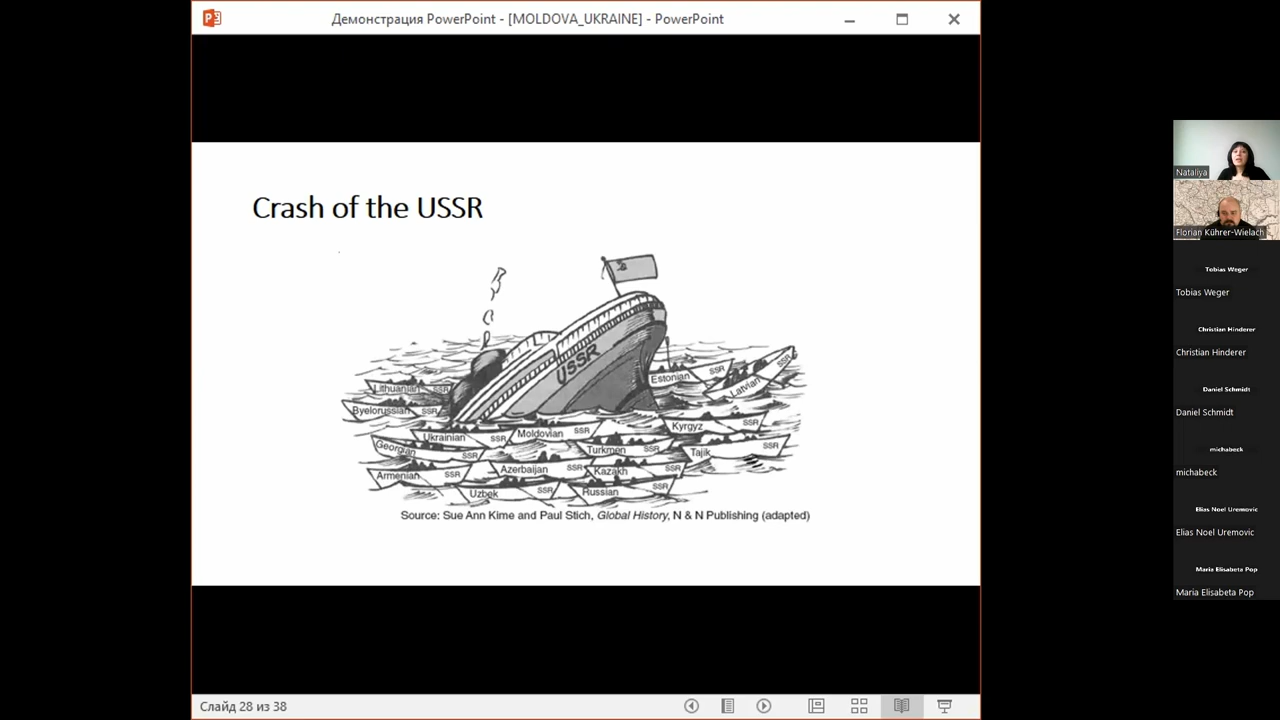 Демонстрация PowerPoint - [MOLDOVA_UKRAINE] - PowerPoint
Crash of the USSR
USSR
Lithuanian SSR
Byelorussian SSR
Estonian SSR
Latvian SSR
Ukrainian SSR
Moldovian SSR
Kyrgyz SSR
Georgian SSR
Turkmen SSR
Tajik SSR
Armenian SSR
Azerbaijan SSR
Kazakh SSR
Uzbek SSR
Russian SSR
Source: Sue Ann Kime and Paul Stich, Global History, N & N Publishing (adapted)
Слайд 28 из 38
Nataliya
Florian Kührer-Wielach
Tobias Weger
Tobias Weger
Christian Hinderer
Christian Hinderer
Daniel Schmidt
Daniel Schmidt
michabeck
michabeck
Elias Noel Uremovic
Elias Noel Uremovic
Maria Elisabeta Pop
Maria Elisabeta Pop